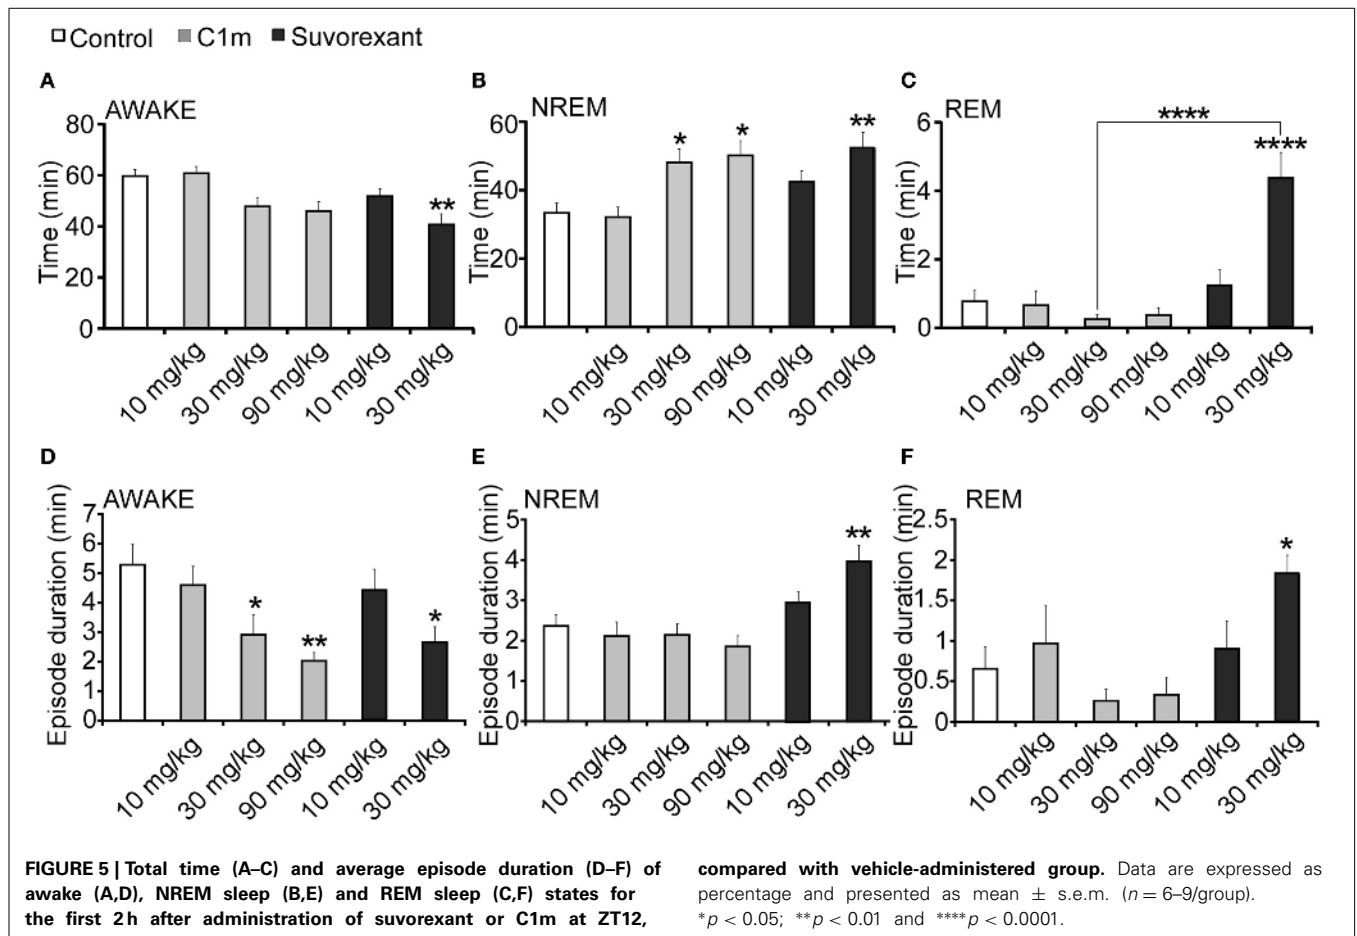 Control C1m Suvorexant
A
AWAKE
Time (min)
80
60
40
20
0
**
10 mg/kg
30 mg/kg
90 mg/kg
10 mg/kg
30 mg/kg
B
NREM
Time (min)
60
40
20
0
*
*
**
10 mg/kg
30 mg/kg
90 mg/kg
10 mg/kg
30 mg/kg
C
REM
Time (min)
6
4
2
0
****
****
10 mg/kg
30 mg/kg
90 mg/kg
10 mg/kg
30 mg/kg
D
AWAKE
Episode duration (min)
7
6
5
4
3
2
1
0
*
**
*
10 mg/kg
30 mg/kg
90 mg/kg
10 mg/kg
30 mg/kg
E
NREM
Episode duration (min)
5
4
3
2
1
0
**
10 mg/kg
30 mg/kg
90 mg/kg
10 mg/kg
30 mg/kg
F
REM
Episode duration (min)
2.5
2
1.5
1
0.5
0
*
10 mg/kg
30 mg/kg
90 mg/kg
10 mg/kg
30 mg/kg
FIGURE 5 | Total time (A–C) and average episode duration (D–F) of
awake (A,D), NREM sleep (B,E) and REM sleep (C,F) states for
the first 2 h after administration of suvorexant or C1m at ZT12,
compared with vehicle-administered group. Data are expressed as
percentage and presented as mean ± s.e.m. (n = 6–9/group).
*p < 0.05; **p < 0.01 and ****p < 0.0001.